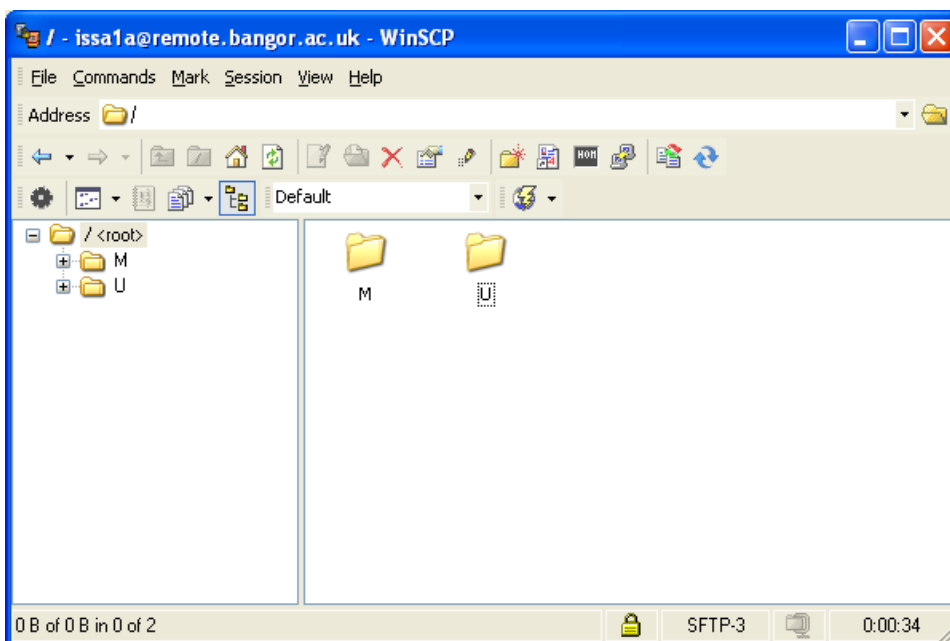 / - issa1a@remote.bangor.ac.uk - WinSCP
File Commands Mark Session View Help
Address /
Default
/ <root>
M
U
M U
0 B of 0 B in 0 of 2 SFTP-3 0:00:34